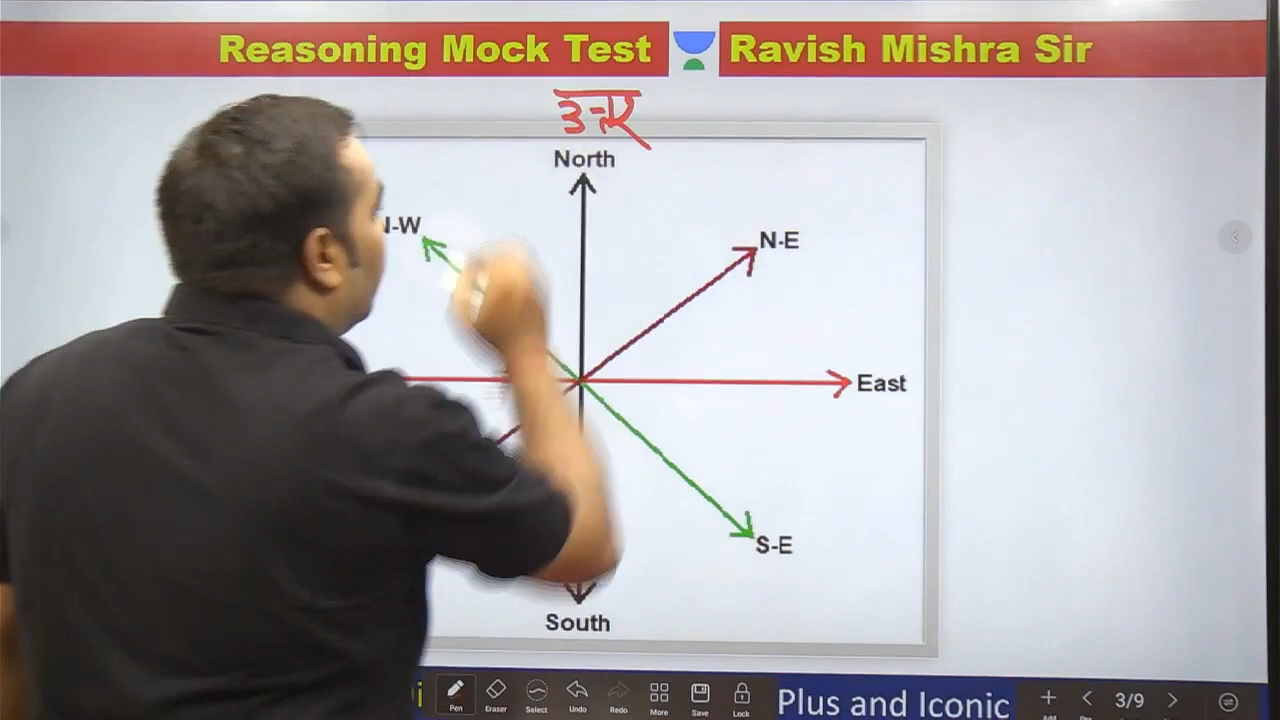 Reasoning Mock Test Ravish Mishra Sir
उत्तर
North
N-W
N-E
East
S-E
South
Pen Eraser Select Undo Redo More Save Lock
Plus and Iconic
Add
3/9